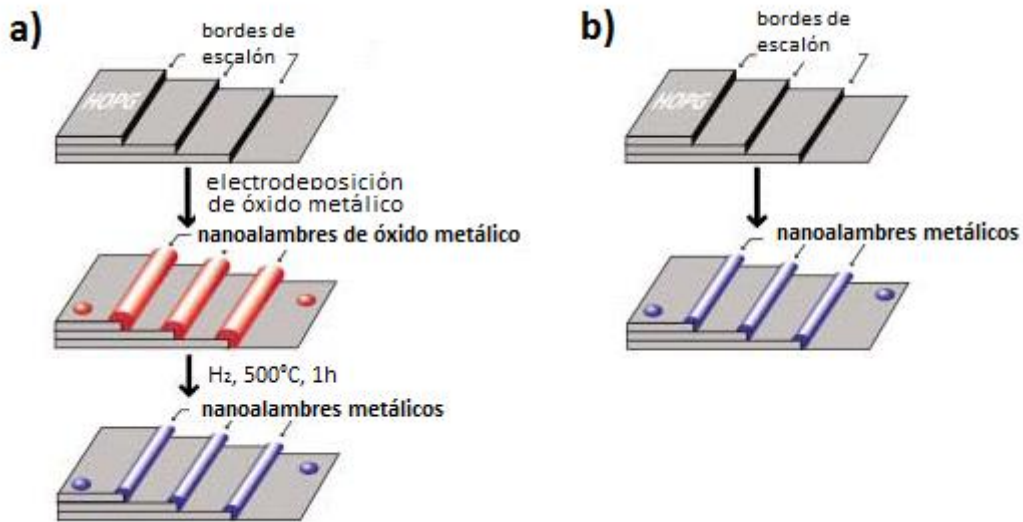 a)
bordes de
escalón
HOPG
electrodeposición
de óxido metálico
nanoalambres de óxido metálico
H₂, 500°C, 1h
nanoalambres metálicos
b)
bordes de
escalón
HOPG
nanoalambres metálicos